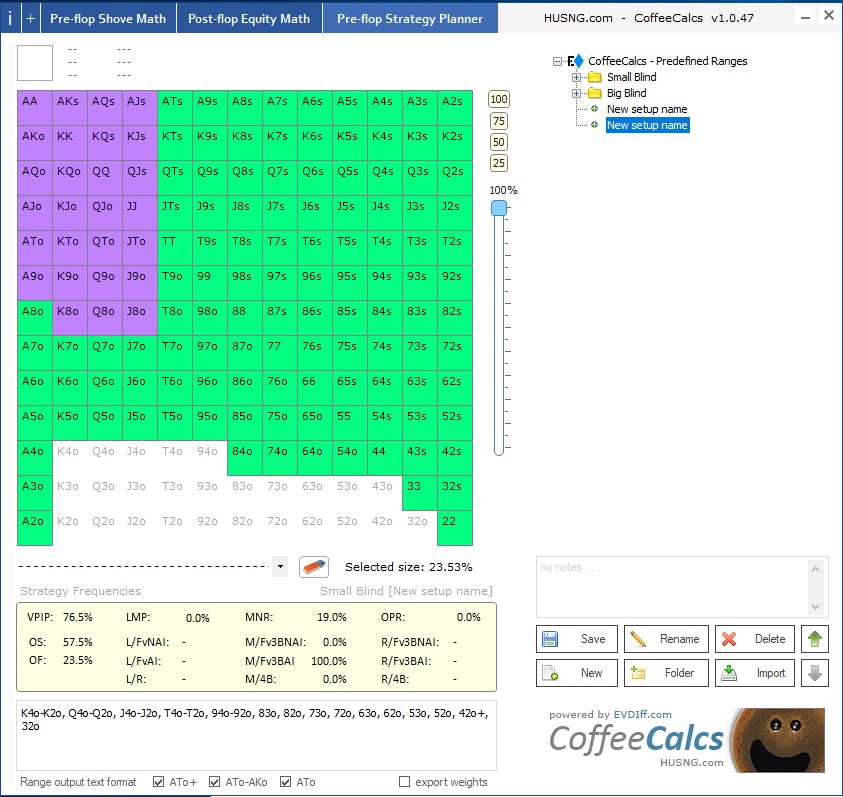 i + Pre-flop Shove Math Post-flop Equity Math Pre-flop Strategy Planner HUSNG.com - CoffeeCalcs v1.0.47
-- ---
-- ---
-- ---
CoffeeCalcs - Predefined Ranges
Small Blind
Big Blind
New setup name
New setup name
AA AKs AQs AJs ATs A9s A8s A7s A6s A5s A4s A3s A2s
AKo KK KQs KJs KTs K9s K8s K7s K6s K5s K4s K3s K2s
AQo KQo QQ QJs QTs Q9s Q8s Q7s Q6s Q5s Q4s Q3s Q2s
AJo KJo QJo JJ JTs J9s J8s J7s J6s J5s J4s J3s J2s
ATo KTo QTo JTo TT T9s T8s T7s T6s T5s T4s T3s T2s
A9o K9o Q9o J9o T9o 99 98s 97s 96s 95s 94s 93s 92s
A8o K8o Q8o J8o T8o 98o 88 87s 86s 85s 84s 83s 82s
A7o K7o Q7o J7o T7o 97o 87o 77 76s 75s 74s 73s 72s
A6o K6o Q6o J6o T6o 96o 86o 76o 66 65s 64s 63s 62s
A5o K5o Q5o J5o T5o 95o 85o 75o 65o 55 54s 53s 52s
A4o K4o Q4o J4o T4o 94o 84o 74o 64o 54o 44 43s 42s
A3o K3o Q3o J3o T3o 93o 83o 73o 63o 53o 43o 33 32s
A2o K2o Q2o J2o T2o 92o 82o 72o 62o 52o 42o 32o 22
100
75
50
25
100%
Selected size: 23.53%
Strategy Frequencies Small Blind [New setup name]
VPIP: 76.5% LMP: 0.0% MNR: 19.0% OPR: 0.0%
OS: 57.5% L/FvNAI: - M/Fv3BNAI: 0.0% R/Fv3BNAI: -
OF: 23.5% L/FvAI: - M/Fv3BAI 100.0% R/Fv3BAI: -
L/R: - M/4B: 0.0% R/4B: -
K4o-K2o, Q4o-Q2o, J4o-J2o, T4o-T2o, 94o-92o, 83o, 82o, 73o, 72o, 63o, 62o, 53o, 52o, 42o+,
32o
Range output text format ATo+ ATo-AKo ATo export weights
no notes . . .
Save Rename Delete
New Folder Import
powered by EVDiff.com
CoffeeCalcs
HUSNG.com